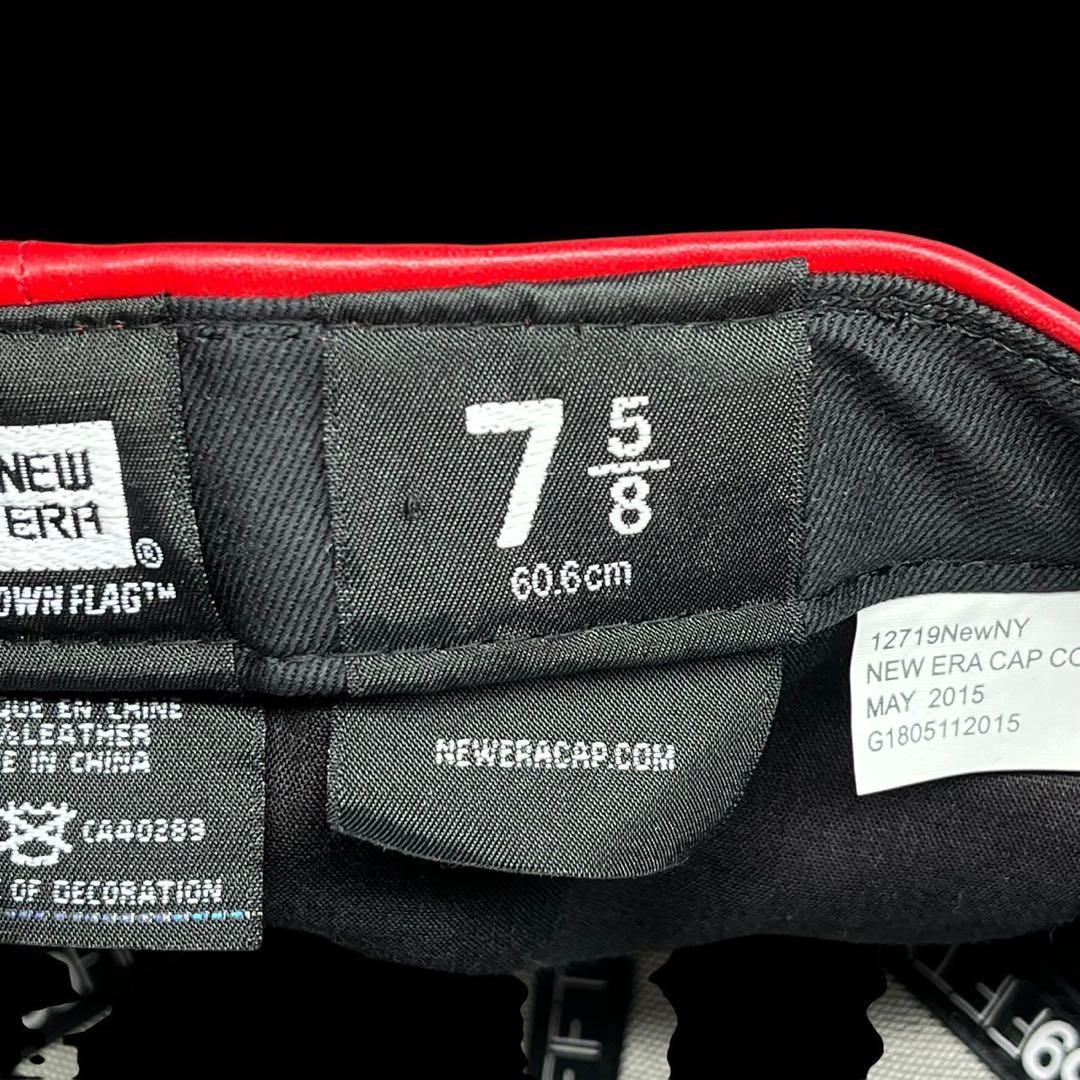 NEW
ERA
®
OWN FLAG™
7 5/8
60.6cm
LEATHER
IN CHINA
CA40289
OF DECORATION
NEWERACAP.COM
12719NewNY
NEW ERA CAP CO
MAY 2015
G1805112015